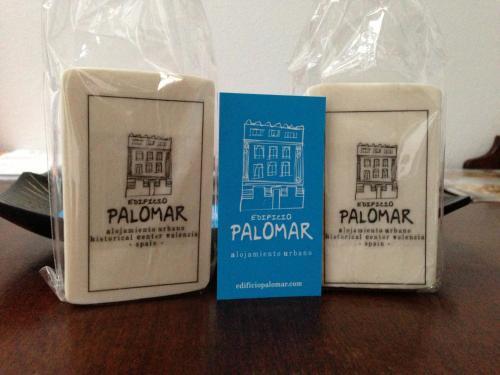 EDIFICIO
PALOMAR
alojamiento urbano
historical center valencia
- spain -
EDIFICIO
PALOMAR
alojamiento urbano
edificiopalomar.com
EDIFICIO
PALOMAR
alojamiento urbano
historical center valencia
- spain -